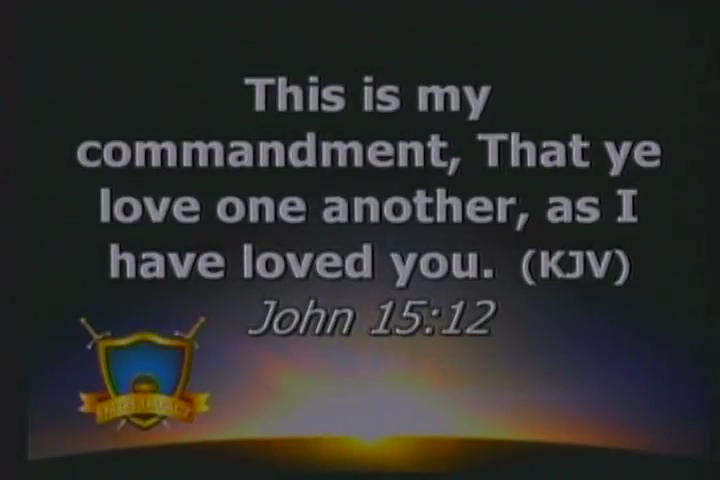 This is my
commandment, That ye
love one another, as I
have loved you. (KJV)
John 15:12